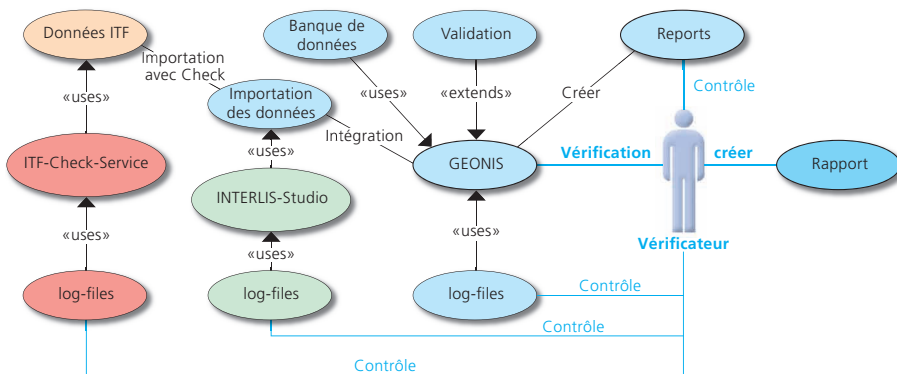 Données ITF
Banque de
données
Validation
Reports
Importation
avec Check
«uses»
Importation
des données
«uses»
«extends»
Créer
Contrôle
Intégration
ITF-Check-Service
«uses»
GEONIS
Vérification
créer
Rapport
INTERLIS-Studio
«uses»
«uses»
«uses»
Vérificateur
log-files
log-files
log-files
Contrôle
Contrôle
Contrôle